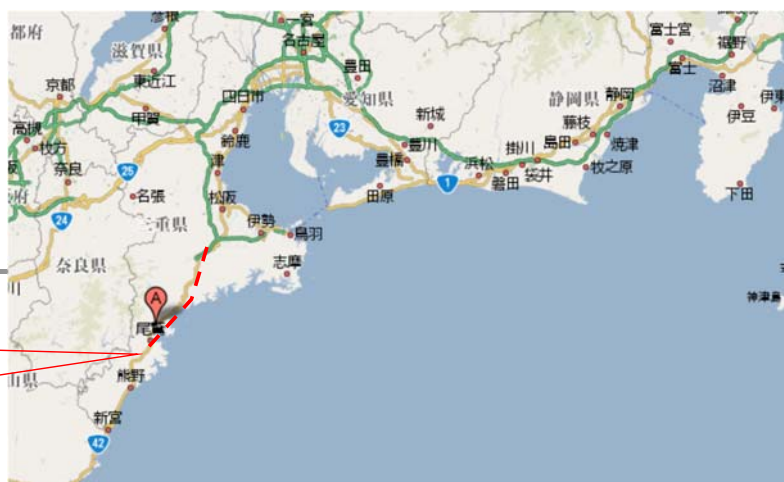 都府
彦根
一宮
名古屋
滋賀県
京都
東近江
甲賀
高槻
枚方
奈良
25
名張
24
四日市
鈴鹿
津
松阪
伊勢
鳥羽
志摩
三重県
奈良県
豊田
愛知県
23
新城
豊川
豊橋
田原
浜松
1
磐田
袋井
掛川
静岡県
島田
藤枝
静岡
焼津
牧之原
富士宮
富士
裾野
沼津
伊豆
伊東
下田
神津島
A
尾鷲
熊野
新宮
42
山県
川